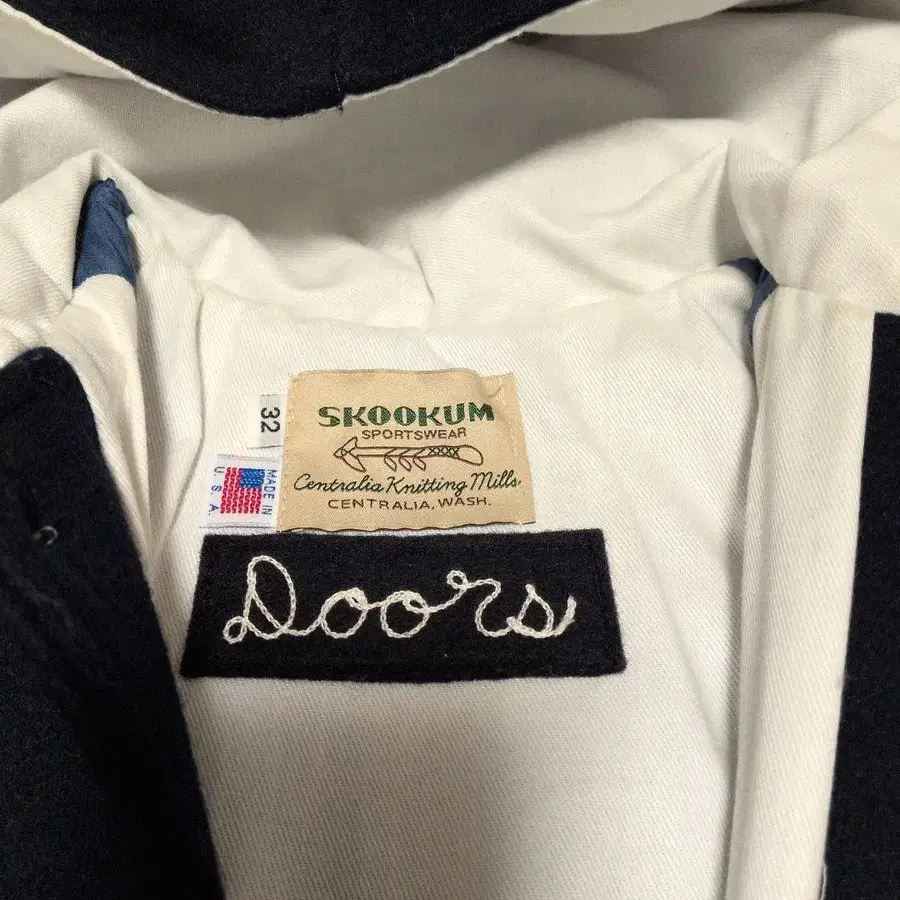 32
SKOOKUM
SPORTSWEAR
Centralia Knitting Mills
CENTRALIA, WASH.
MADE IN
U.S.A.
Doors